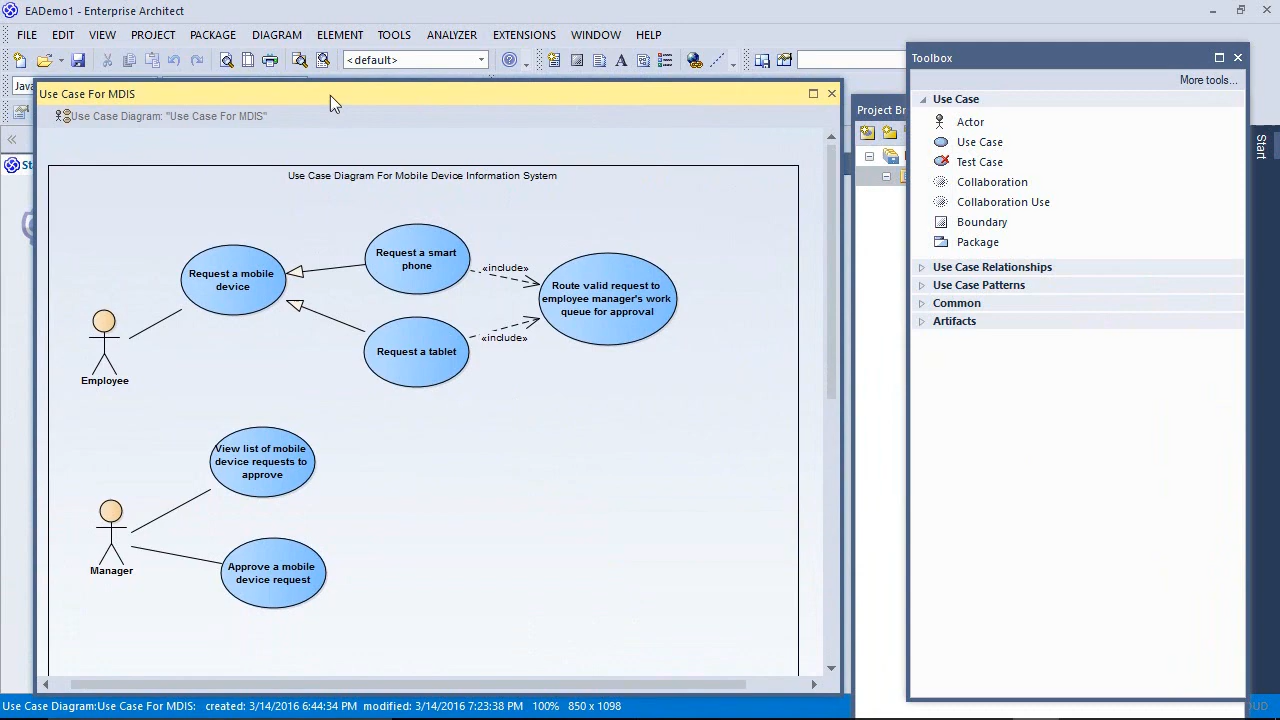 EADemo1 - Enterprise Architect
FILE EDIT VIEW PROJECT PACKAGE DIAGRAM ELEMENT TOOLS ANALYZER EXTENSIONS WINDOW HELP
<default>
Java
Use Case For MDIS
Use Case Diagram: "Use Case For MDIS"
Use Case Diagram For Mobile Device Information System
Request a mobile
device
Request a smart
phone
«include»
Route valid request to
employee manager's work
queue for approval
Request a tablet
«include»
Employee
View list of mobile
device requests to
approve
Manager
Approve a mobile
device request
Project Br
Toolbox
More tools...
Use Case
Actor
Use Case
Test Case
Collaboration
Collaboration Use
Boundary
Package
Use Case Relationships
Use Case Patterns
Common
Artifacts
Start
Use Case Diagram:Use Case For MDIS: created: 3/14/2016 6:44:34 PM modified: 3/14/2016 7:23:38 PM 100% 850 x 1098